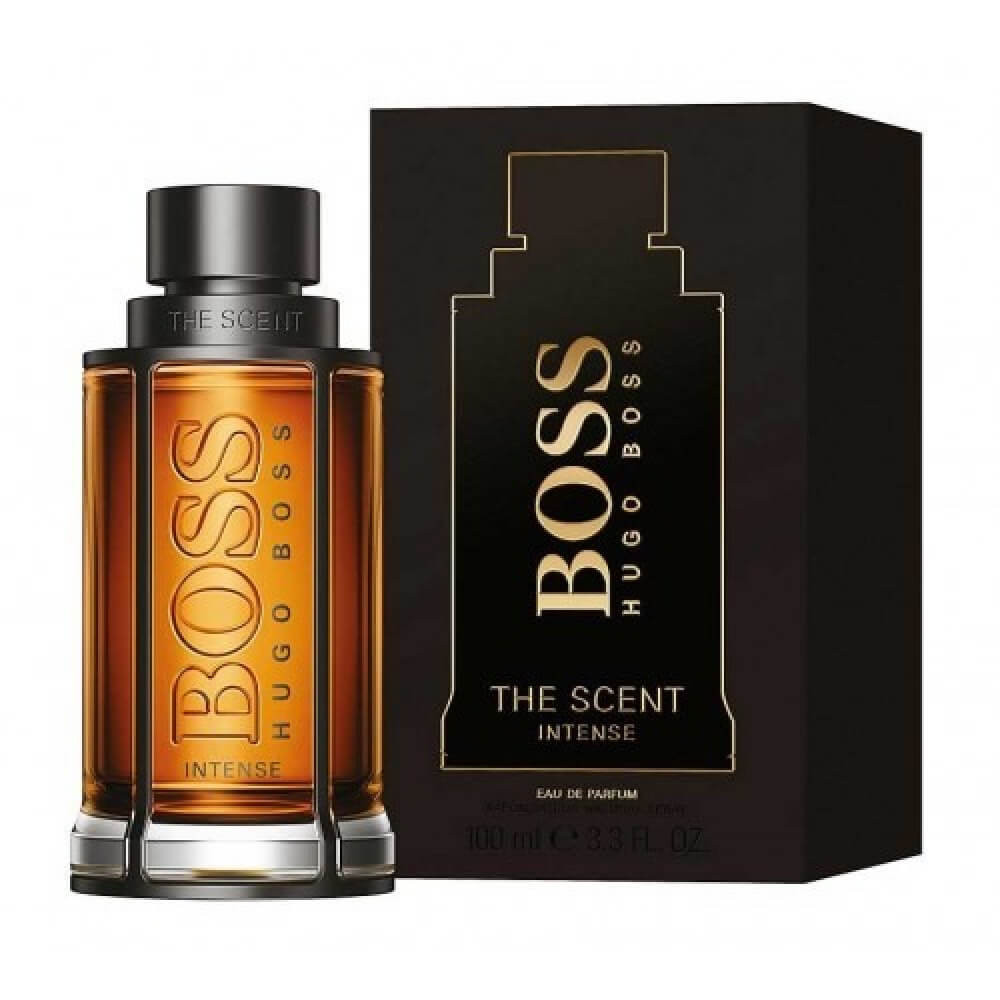 THE SCENT
BOSS
HUGO BOSS
INTENSE
BOSS
HUGO BOSS
THE SCENT
INTENSE
EAU DE PARFUM
100 ml e 3.3 FL. OZ.